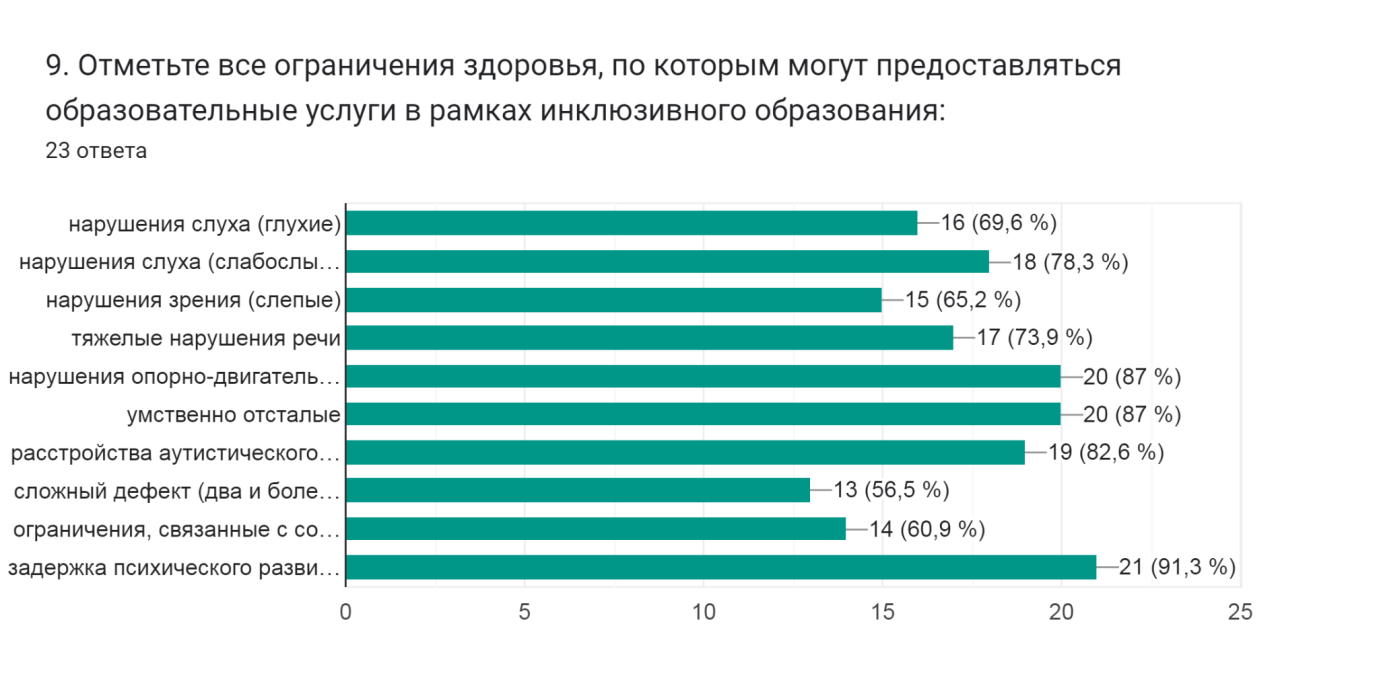 9. Отметьте все ограничения здоровья, по которым могут предоставляться
образовательные услуги в рамках инклюзивного образования:
23 ответа
нарушения слуха (глухие) 16 (69,6 %)
нарушения слуха (слабослы… 18 (78,3 %)
нарушения зрения (слепые) 15 (65,2 %)
тяжелые нарушения речи 17 (73,9 %)
нарушения опорно-двигатель… 20 (87 %)
умственно отсталые 20 (87 %)
расстройства аутистического… 19 (82,6 %)
сложный дефект (два и боле… 13 (56,5 %)
ограничения, связанные с со… 14 (60,9 %)
задержка психического разви… 21 (91,3 %)
0 5 10 15 20 25